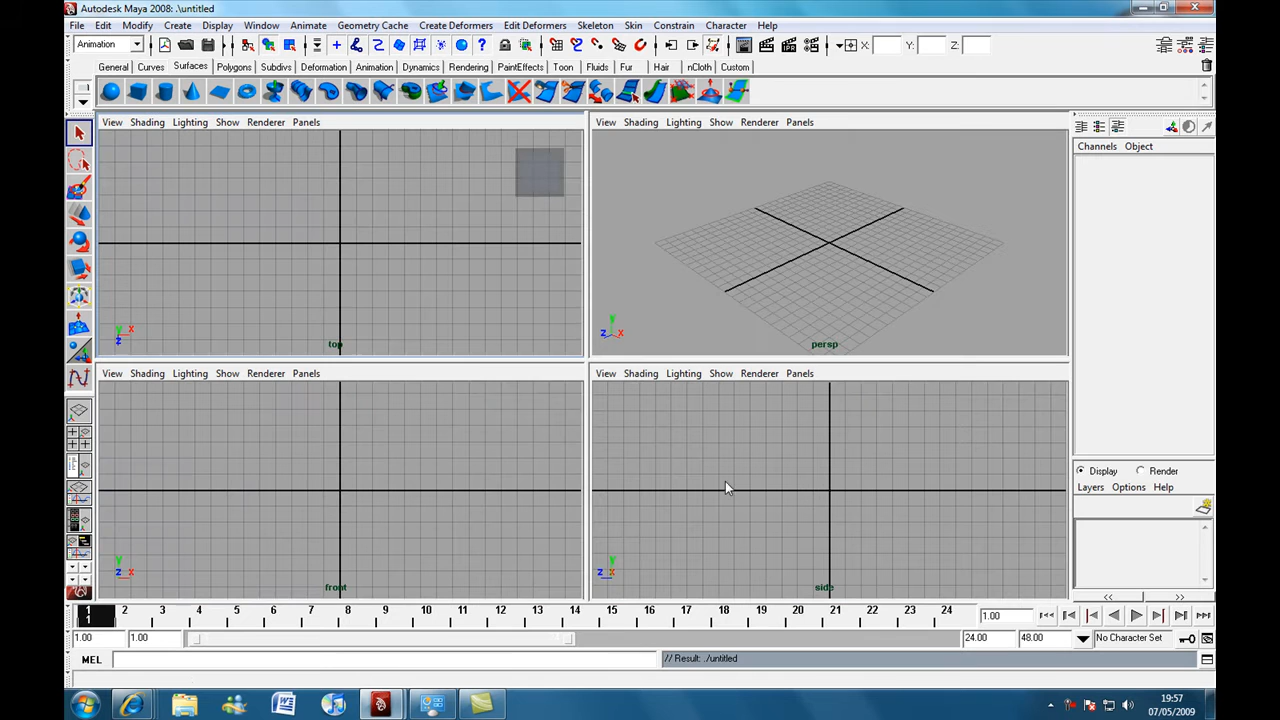 Autodesk Maya 2008: .\untitled
File Edit Modify Create Display Window Animate Geometry Cache Create Deformers Edit Deformers Skeleton Skin Constrain Character Help
Animation X: Y: Z:
General Curves Surfaces Polygons Subdivs Deformation Animation Dynamics Rendering PaintEffects Toon Fluids Fur Hair nCloth Custom
View Shading Lighting Show Renderer Panels
y x
z
top
View Shading Lighting Show Renderer Panels
y
z x
persp
View Shading Lighting Show Renderer Panels
y
z x
front
View Shading Lighting Show Renderer Panels
y
z x
side
Channels Object
Display Render
Layers Options Help
1 2 3 4 5 6 7 8 9 10 11 12 13 14 15 16 17 18 19 20 21 22 23 24 1.00
1
1.00 1.00 24.00 48.00 No Character Set
MEL // Result: ./untitled
19:57
07/05/2009